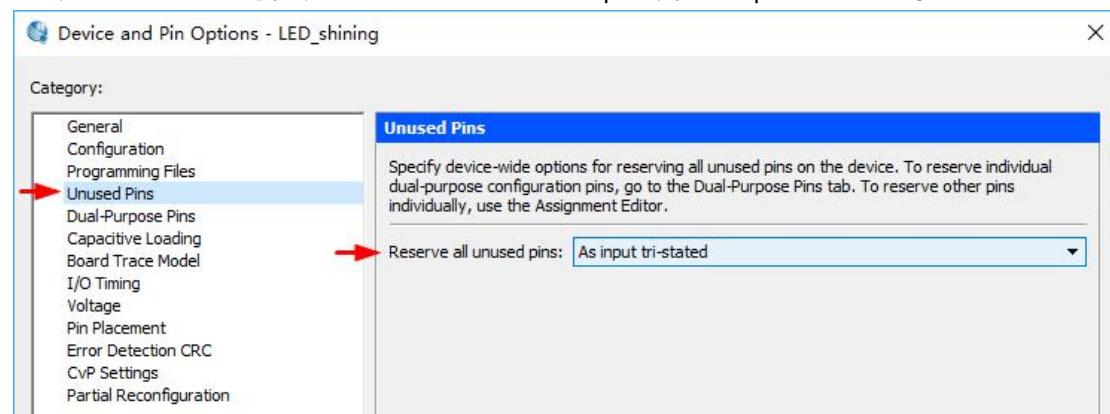 Device and Pin Options - LED_shining
Category:
General
Configuration
Programming Files
Unused Pins
Dual-Purpose Pins
Capacitive Loading
Board Trace Model
I/O Timing
Voltage
Pin Placement
Error Detection CRC
CvP Settings
Partial Reconfiguration
Unused Pins
Specify device-wide options for reserving all unused pins on the device. To reserve individual
dual-purpose configuration pins, go to the Dual-Purpose Pins tab. To reserve other pins
individually, use the Assignment Editor.
Reserve all unused pins: As input tri-stated